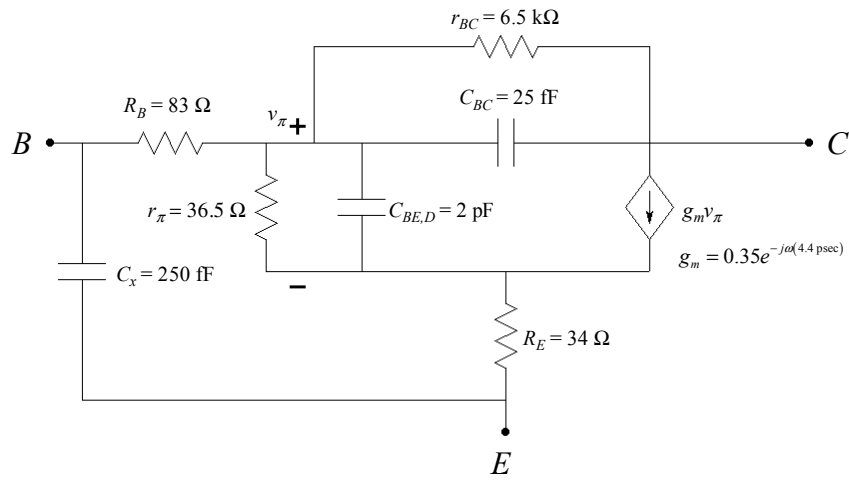 r_BC = 6.5 kΩ
C_BC = 25 fF
R_B = 83 Ω
v_π +
B
C
r_π = 36.5 Ω
C_BE,D = 2 pF
g_m v_π
g_m = 0.35e^{-jω(4.4 psec)}
C_x = 250 fF
−
R_E = 34 Ω
E